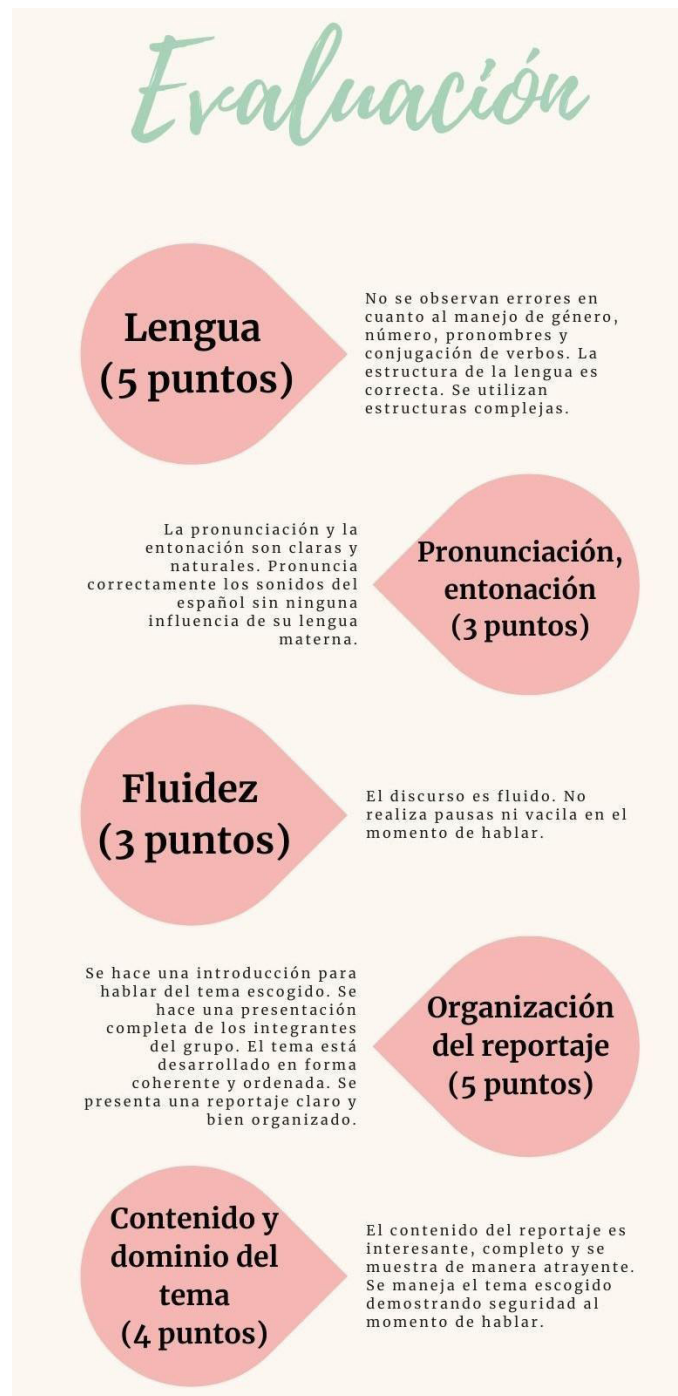 Evaluación
Lengua
(5 puntos)
No se observan errores en
cuanto al manejo de género,
número, pronombres y
conjugación de verbos. La
estructura de la lengua es
correcta. Se utilizan
estructuras complejas.
La pronunciación y la
entonación son claras y
naturales. Pronuncia
correctamente los sonidos del
español sin ninguna
influencia de su lengua
materna.
Pronunciación,
entonación
(3 puntos)
Fluidez
(3 puntos)
El discurso es fluido. No
realiza pausas ni vacila en el
momento de hablar.
Se hace una introducción para
hablar del tema escogido. Se
hace una presentación
completa de los integrantes
del grupo. El tema está
desarrollado en forma
coherente y ordenada. Se
presenta una reportaje claro y
bien organizado.
Organización
del reportaje
(5 puntos)
Contenido y
dominio del
tema
(4 puntos)
El contenido del reportaje es
interesante, completo y se
muestra de manera atrayente.
Se maneja el tema escogido
demostrando seguridad al
momento de hablar.